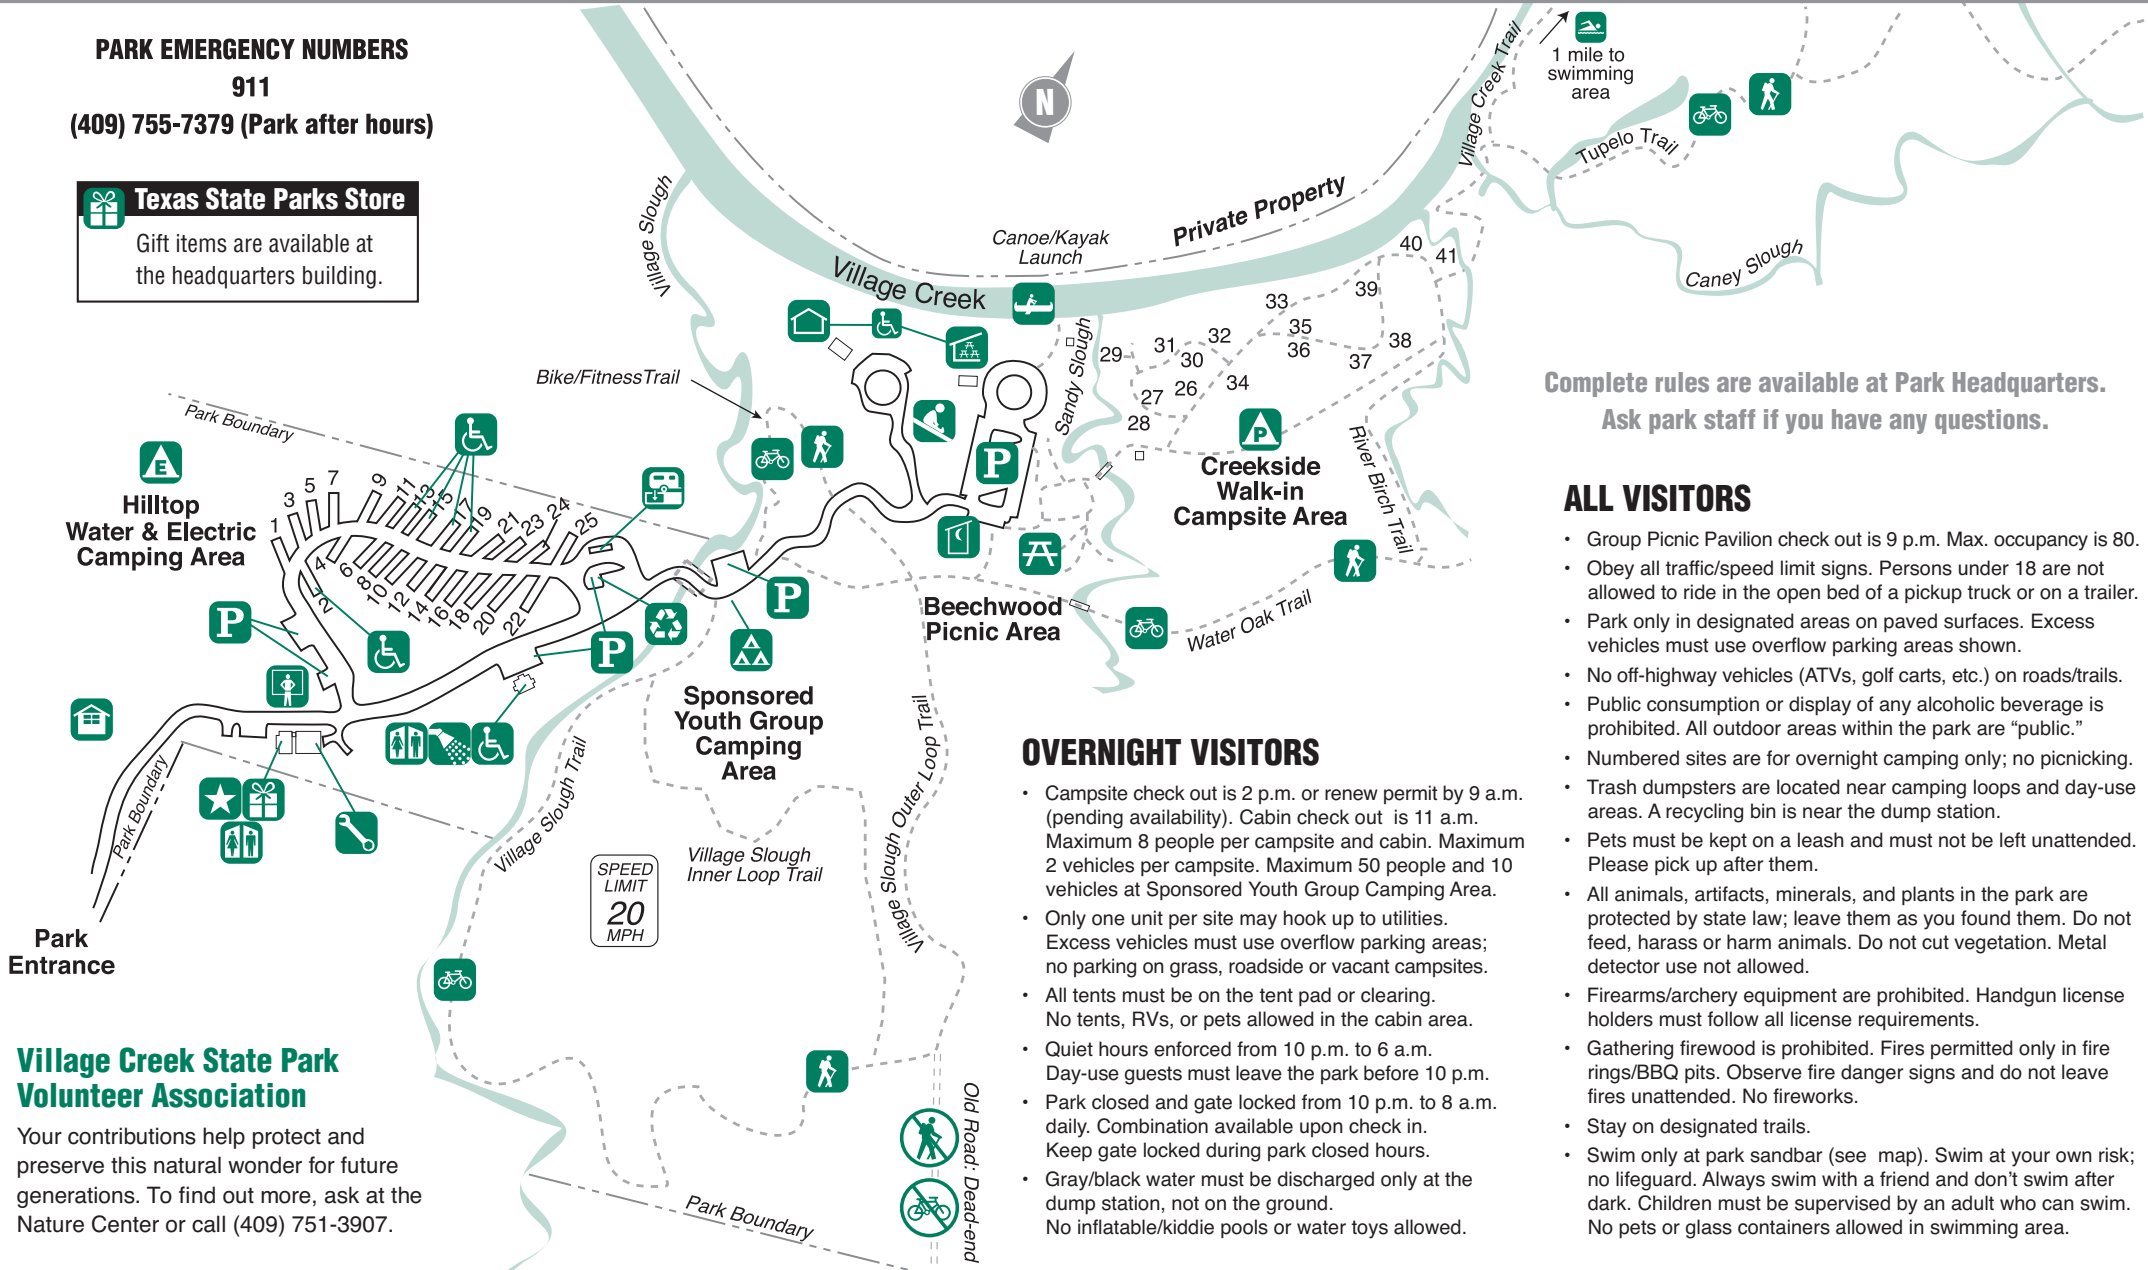 PARK EMERGENCY NUMBERS
911
(409) 755-7379 (Park after hours)
Texas State Parks Store
Gift items are available at
the headquarters building.
N
1 mile to
swimming
area
Village Creek Trail
Tupelo Trail
Caney Slough
Private Property
Canoe/Kayak
Launch
Village Creek
Village Slough
Sandy Slough
Bike/FitnessTrail
Park Boundary
E
Hilltop
Water & Electric
Camping Area
1
3
5
7
9
11
13
15
17
19
21
23
24
25
2
4
6
8
10
12
14
16
18
20
22
P
P
P
P
29
31
30
32
33
35
36
39
40
41
38
37
34
26
27
28
P
Creekside
Walk-in
Campsite Area
River Birch Trail
Water Oak Trail
Beechwood
Picnic Area
Sponsored
Youth Group
Camping
Area
Village Slough Trail
Village Slough Outer Loop Trail
Village Slough
Inner Loop Trail
SPEED
LIMIT
20
MPH
Park Boundary
Park
Entrance
Park Boundary
Old Road: Dead-end
Village Creek State Park
Volunteer Association
Your contributions help protect and
preserve this natural wonder for future
generations. To find out more, ask at the
Nature Center or call (409) 751-3907.
OVERNIGHT VISITORS
• Campsite check out is 2 p.m. or renew permit by 9 a.m.
(pending availability). Cabin check out is 11 a.m.
Maximum 8 people per campsite and cabin. Maximum
2 vehicles per campsite. Maximum 50 people and 10
vehicles at Sponsored Youth Group Camping Area.
• Only one unit per site may hook up to utilities.
Excess vehicles must use overflow parking areas;
no parking on grass, roadside or vacant campsites.
• All tents must be on the tent pad or clearing.
No tents, RVs, or pets allowed in the cabin area.
• Quiet hours enforced from 10 p.m. to 6 a.m.
Day-use guests must leave the park before 10 p.m.
• Park closed and gate locked from 10 p.m. to 8 a.m.
daily. Combination available upon check in.
Keep gate locked during park closed hours.
• Gray/black water must be discharged only at the
dump station, not on the ground.
No inflatable/kiddie pools or water toys allowed.
Complete rules are available at Park Headquarters.
Ask park staff if you have any questions.
ALL VISITORS
• Group Picnic Pavilion check out is 9 p.m. Max. occupancy is 80.
• Obey all traffic/speed limit signs. Persons under 18 are not
allowed to ride in the open bed of a pickup truck or on a trailer.
• Park only in designated areas on paved surfaces. Excess
vehicles must use overflow parking areas shown.
• No off-highway vehicles (ATVs, golf carts, etc.) on roads/trails.
• Public consumption or display of any alcoholic beverage is
prohibited. All outdoor areas within the park are “public.”
• Numbered sites are for overnight camping only; no picnicking.
• Trash dumpsters are located near camping loops and day-use
areas. A recycling bin is near the dump station.
• Pets must be kept on a leash and must not be left unattended.
Please pick up after them.
• All animals, artifacts, minerals, and plants in the park are
protected by state law; leave them as you found them. Do not
feed, harass or harm animals. Do not cut vegetation. Metal
detector use not allowed.
• Firearms/archery equipment are prohibited. Handgun license
holders must follow all license requirements.
• Gathering firewood is prohibited. Fires permitted only in fire
rings/BBQ pits. Observe fire danger signs and do not leave
fires unattended. No fireworks.
• Stay on designated trails.
• Swim only at park sandbar (see map). Swim at your own risk;
no lifeguard. Always swim with a friend and don’t swim after
dark. Children must be supervised by an adult who can swim.
No pets or glass containers allowed in swimming area.